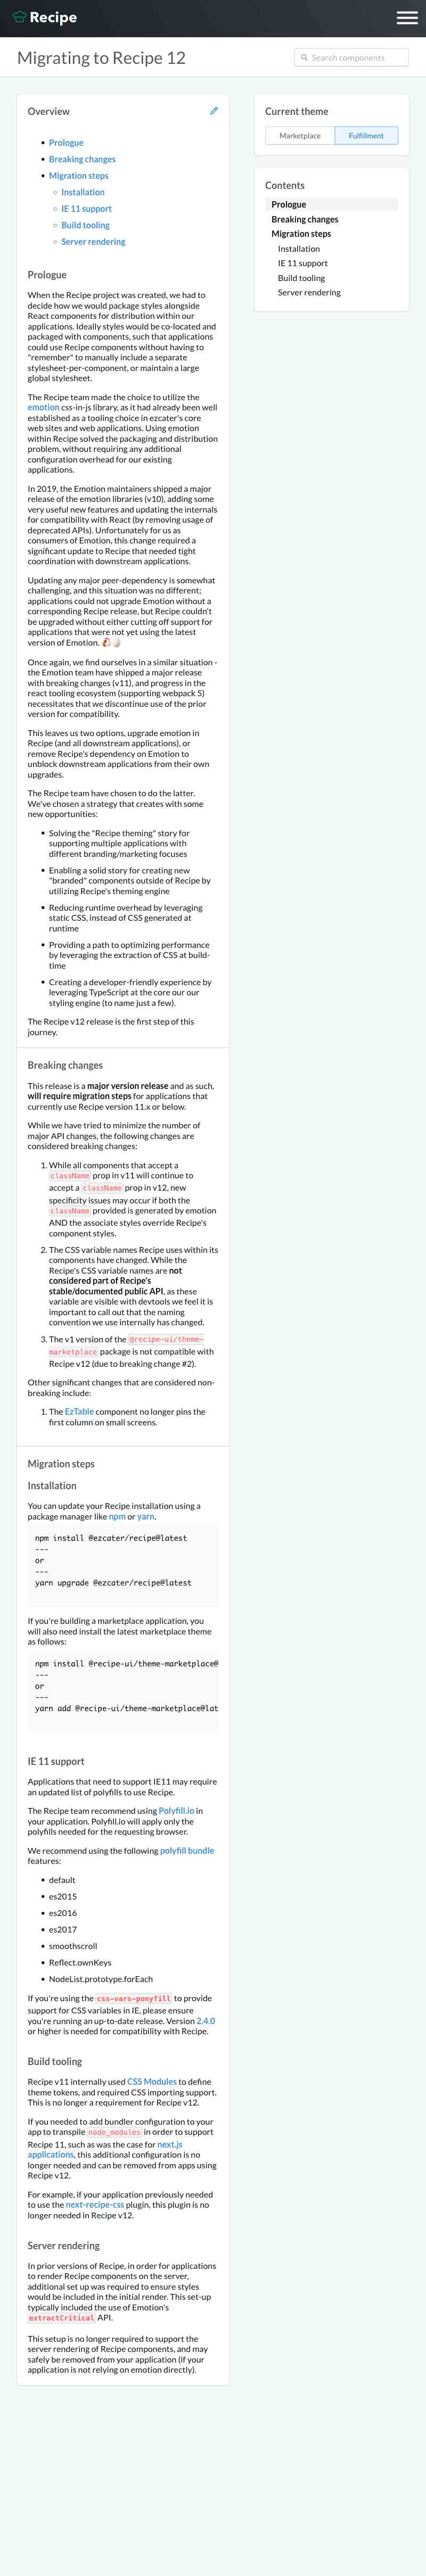 Recipe
Migrating to Recipe 12
Search components
Overview
Prologue
Breaking changes
Migration steps
Installation
IE 11 support
Build tooling
Server rendering
Prologue
When the Recipe project was created, we had to
decide how we would package styles alongside
React components for distribution within our
applications. Ideally styles would be co-located and
packaged with components, such that applications
could use Recipe components without having to
"remember" to manually include a separate
stylesheet-per-component, or maintain a large
global stylesheet.
The Recipe team made the choice to utilize the
emotion css-in-js library, as it had already been well
established as a tooling choice in ezcater's core
web sites and web applications. Using emotion
within Recipe solved the packaging and distribution
problem, without requiring any additional
configuration overhead for our existing
applications.
In 2019, the Emotion maintainers shipped a major
release of the emotion libraries (v10), adding some
very useful new features and updating the internals
for compatibility with React (by removing usage of
deprecated APIs). Unfortunately for us as
consumers of Emotion, this change required a
significant update to Recipe that needed tight
coordination with downstream applications.
Updating any major peer-dependency is somewhat
challenging, and this situation was no different;
applications could not upgrade Emotion without a
corresponding Recipe release, but Recipe couldn't
be upgraded without either cutting off support for
applications that were not yet using the latest
version of Emotion. 🐔🥚
Once again, we find ourselves in a similar situation -
the Emotion team have shipped a major release
with breaking changes (v11), and progress in the
react tooling ecosystem (supporting webpack 5)
necessitates that we discontinue use of the prior
version for compatibility.
This leaves us two options, upgrade emotion in
Recipe (and all downstream applications), or
remove Recipe's dependency on Emotion to
unblock downstream applications from their own
upgrades.
The Recipe team have chosen to do the latter.
We've chosen a strategy that creates with some
new opportunities:
Solving the "Recipe theming" story for
supporting multiple applications with
different branding/marketing focuses
Enabling a solid story for creating new
"branded" components outside of Recipe by
utilizing Recipe's theming engine
Reducing runtime overhead by leveraging
static CSS, instead of CSS generated at
runtime
Providing a path to optimizing performance
by leveraging the extraction of CSS at build-
time
Creating a developer-friendly experience by
leveraging TypeScript at the core our our
styling engine (to name just a few).
The Recipe v12 release is the first step of this
journey.
Breaking changes
This release is a major version release and as such,
will require migration steps for applications that
currently use Recipe version 11.x or below.
While we have tried to minimize the number of
major API changes, the following changes are
considered breaking changes:
1. While all components that accept a
className prop in v11 will continue to
accept a className prop in v12, new
specificity issues may occur if both the
className provided is generated by emotion
AND the associate styles override Recipe's
component styles.
2. The CSS variable names Recipe uses within its
components have changed. While the
Recipe's CSS variable names are not
considered part of Recipe's
stable/documented public API, as these
variable are visible with devtools we feel it is
important to call out that the naming
convention we use internally has changed.
3. The v1 version of the @recipe-ui/theme-
marketplace package is not compatible with
Recipe v12 (due to breaking change #2).
Other significant changes that are considered non-
breaking include:
1. The EzTable component no longer pins the
first column on small screens.
Migration steps
Installation
You can update your Recipe installation using a
package manager like npm or yarn.
npm install @ezcater/recipe@latest
---
or
---
yarn upgrade @ezcater/recipe@latest
If you're building a marketplace application, you
will also need install the latest marketplace theme
as follows:
npm install @recipe-ui/theme-marketplace@
---
or
---
yarn add @recipe-ui/theme-marketplace@lat
IE 11 support
Applications that need to support IE11 may require
an updated list of polyfills to use Recipe.
The Recipe team recommend using Polyfill.io in
your application. Polyfill.io will apply only the
polyfills needed for the requesting browser.
We recommend using the following polyfill bundle
features:
default
es2015
es2016
es2017
smoothscroll
Reflect.ownKeys
NodeList.prototype.forEach
If you're using the css-vars-ponyfill to provide
support for CSS variables in IE, please ensure
you're running an up-to-date release. Version 2.4.0
or higher is needed for compatibility with Recipe.
Build tooling
Recipe v11 internally used CSS Modules to define
theme tokens, and required CSS importing support.
This is no longer a requirement for Recipe v12.
If you needed to add bundler configuration to your
app to transpile node_modules in order to support
Recipe 11, such as was the case for next.js
applications, this additional configuration is no
longer needed and can be removed from apps using
Recipe v12.
For example, if your application previously needed
to use the next-recipe-css plugin, this plugin is no
longer needed in Recipe v12.
Server rendering
In prior versions of Recipe, in order for applications
to render Recipe components on the server,
additional set up was required to ensure styles
would be included in the initial render. This set-up
typically included the use of Emotion's
extractCritical API.
This setup is no longer required to support the
server rendering of Recipe components, and may
safely be removed from your application (if your
application is not relying on emotion directly).
Current theme
Marketplace
Fulfillment
Contents
Prologue
Breaking changes
Migration steps
Installation
IE 11 support
Build tooling
Server rendering